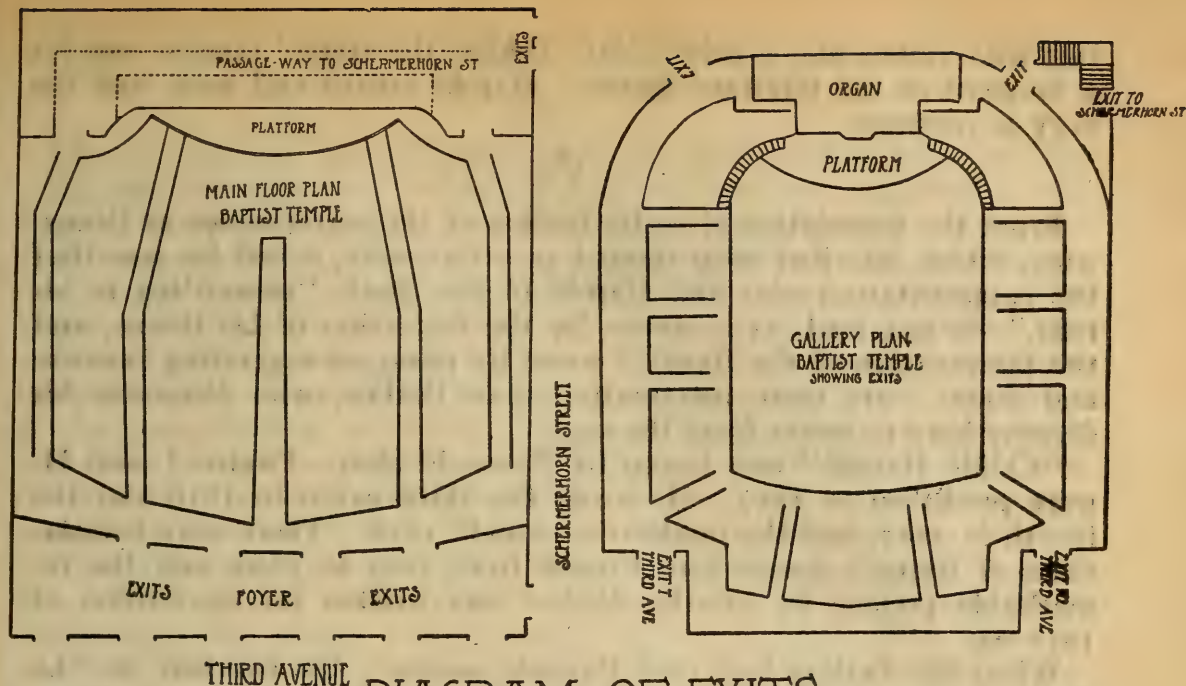 EXITS
PASSAGE-WAY TO SCHERMERHORN ST
PLATFORM
MAIN FLOOR PLAN
BAPTIST TEMPLE
EXITS
FOYER
EXITS
THIRD AVENUE
SCHERMERHORN STREET
EXIT
ORGAN
EXIT
EXIT TO
SCHERMERHORN ST
PLATFORM
GALLERY PLAN
BAPTIST TEMPLE
SHOWING EXITS
EXIT T
THIRD AVE
EXIT TO
THIRD AVE
DIAGRAM OF EXITS